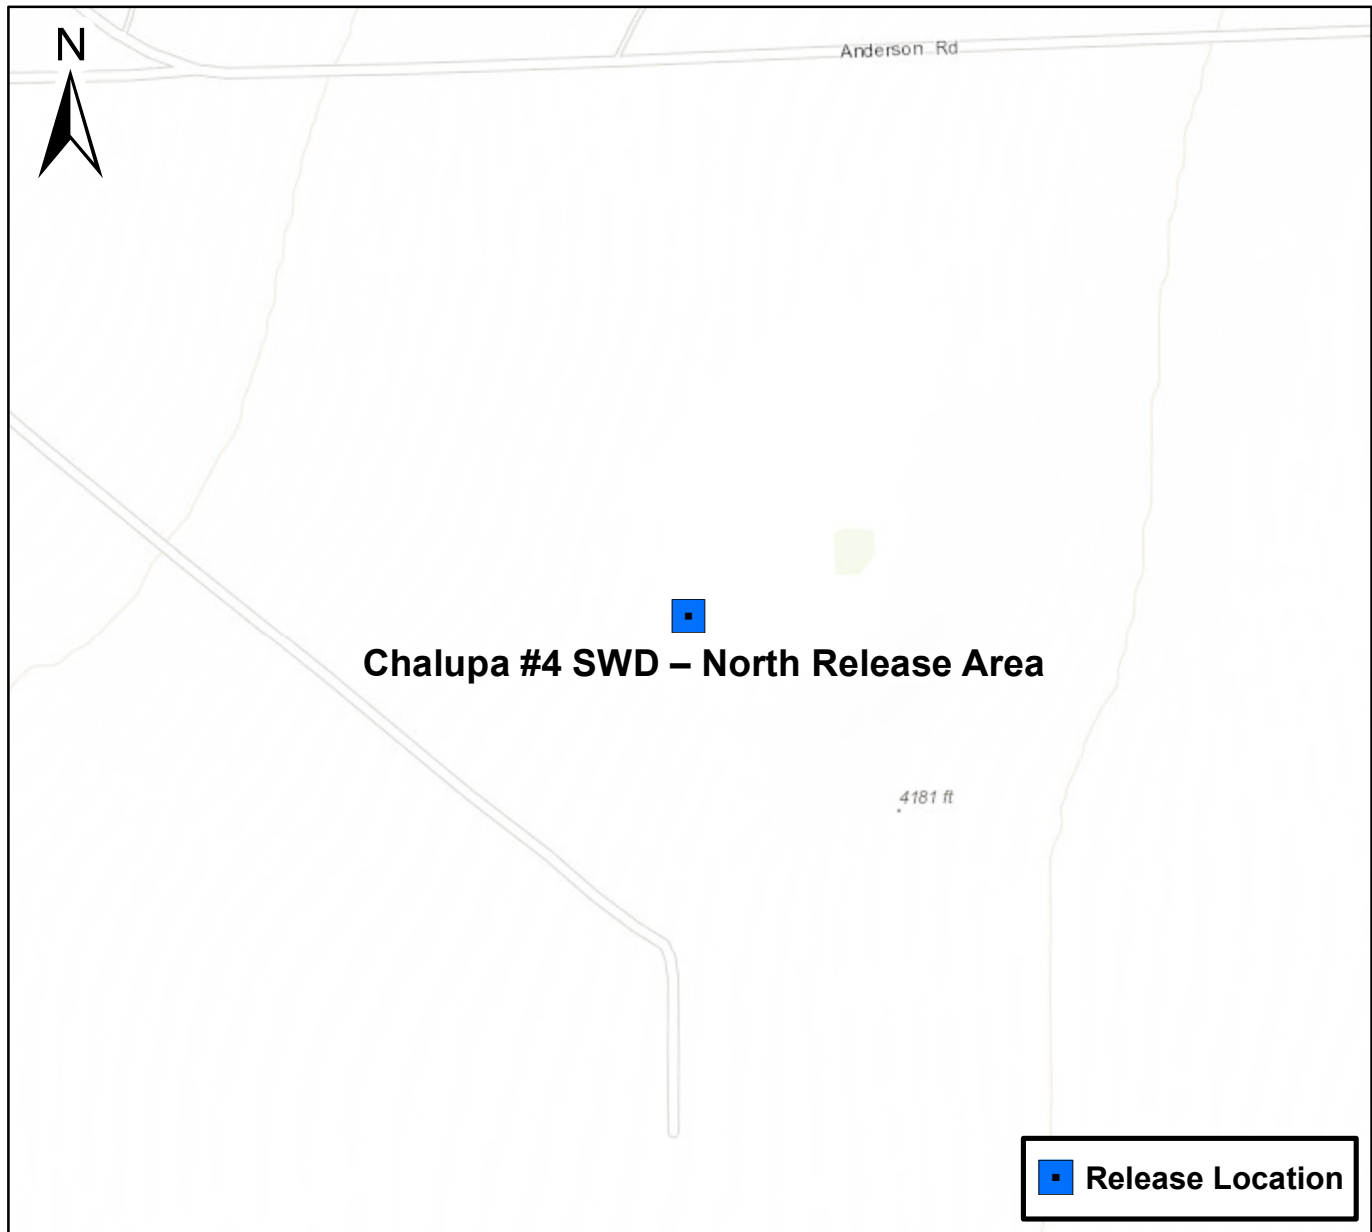 N
Anderson Rd
Chalupa #4 SWD – North Release Area
4181 ft
Release Location